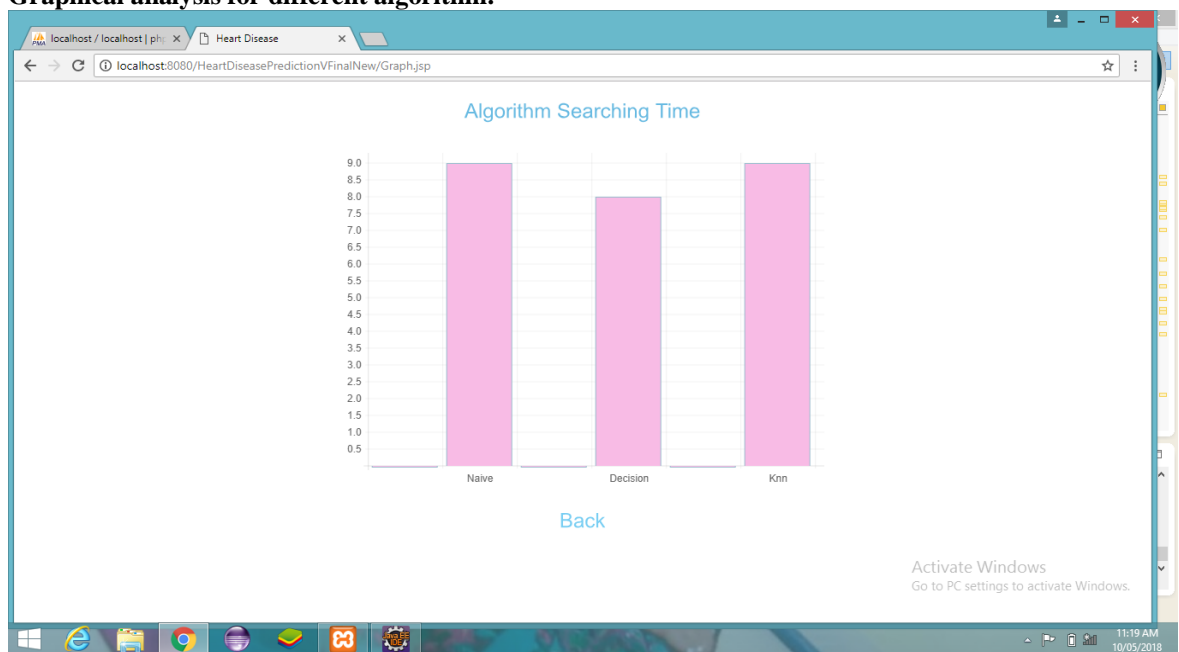 Graphical analysis for different algorithm:
localhost / localhost | ph
Heart Disease
localhost:8080/HeartDiseasePredictionVFinalNew/Graph.jsp
Algorithm Searching Time
9.0
8.5
8.0
7.5
7.0
6.5
6.0
5.5
5.0
4.5
4.0
3.5
3.0
2.5
2.0
1.5
1.0
0.5
Naive Decision Knn
Back
Activate Windows
Go to PC settings to activate Windows.
11:19 AM
10/05/2018